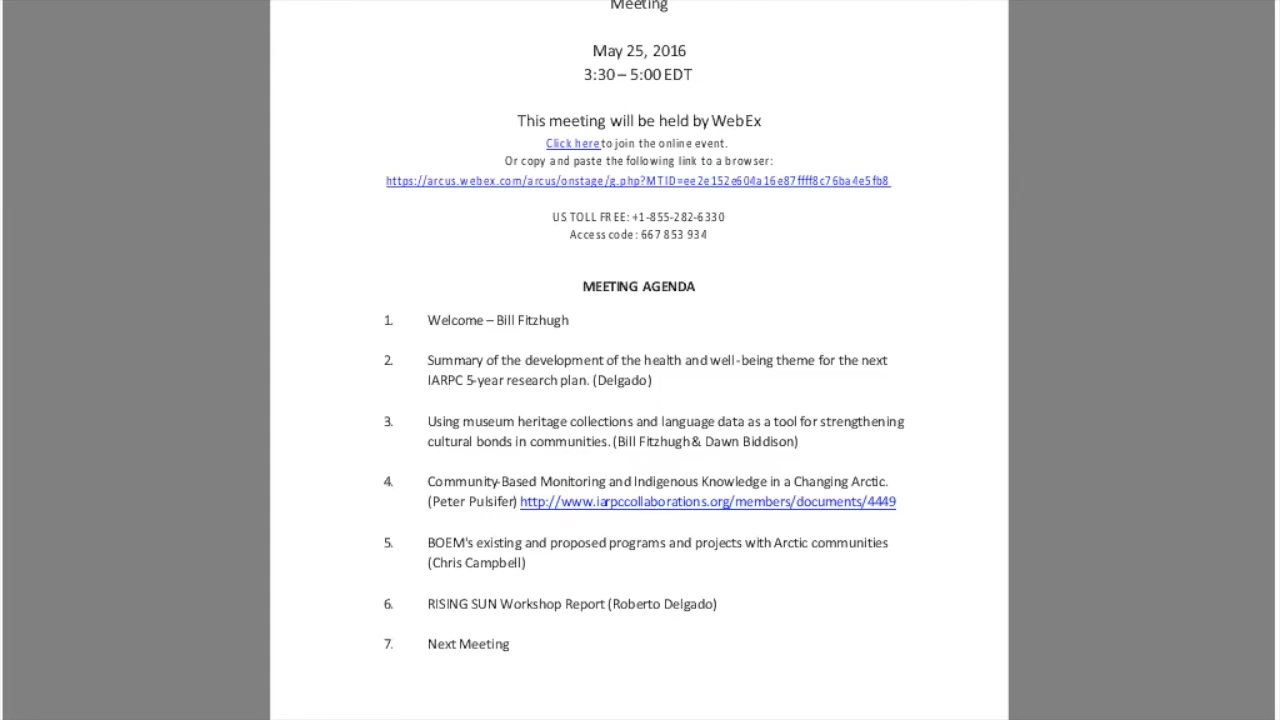 Meeting
May 25, 2016
3:30 – 5:00 EDT
This meeting will be held by WebEx
Click here to join the online event.
Or copy and paste the following link to a browser:
https://arcus.webex.com/arcus/onstage/g.php?MTID=ee2e152e604a16e87ffff8c76ba4e5fb8
US TOLL FREE: +1-855-282-6330
Access code: 667 853 934
MEETING AGENDA
1. Welcome – Bill Fitzhugh
2. Summary of the development of the health and well-being theme for the next
IARPC 5-year research plan. (Delgado)
3. Using museum heritage collections and language data as a tool for strengthening
cultural bonds in communities. (Bill Fitzhugh & Dawn Biddison)
4. Community-Based Monitoring and Indigenous Knowledge in a Changing Arctic.
(Peter Pulsifer) http://www.iarpccollaborations.org/members/documents/4449
5. BOEM's existing and proposed programs and projects with Arctic communities
(Chris Campbell)
6. RISING SUN Workshop Report (Roberto Delgado)
7. Next Meeting